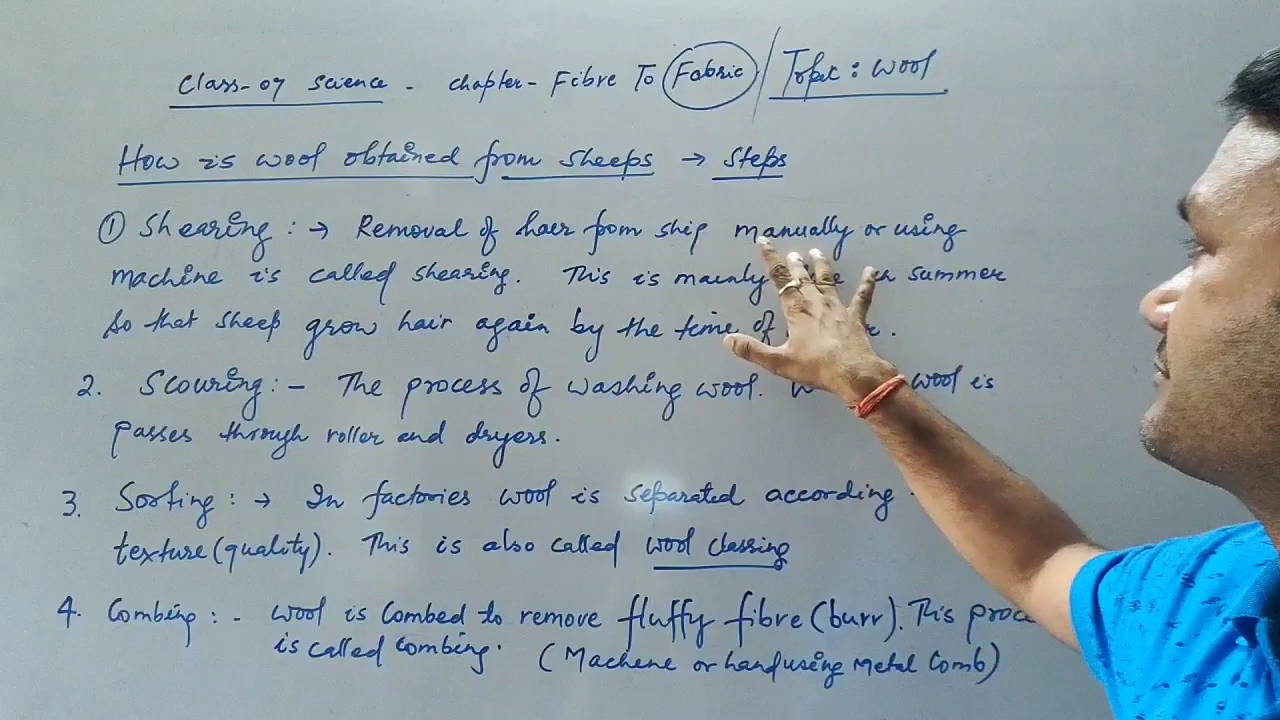 Class-07 Science - chapter- Fibre To Fabric / Topic: wool
How is wool obtained from sheeps → Steps
① Shearing : → Removal of hair from ship manually or using
machine is called shearing. This is mainly summer
So that sheep grow hair again by the time of
2. Scouring :- The process of washing wool. wool is
passes through roller and dryers.
3. Sorting : → In factories wool is separated according
texture (quality). This is also called wool classing
4. Combing : - wool is combed to remove fluffy fibre (burr). This
is called combing. (Machene or hand using Metal Comb)